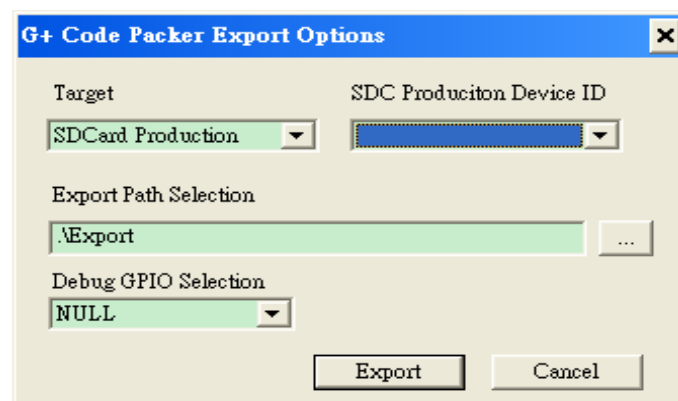 G+ Code Packer Export Options
Target
SDC Produciton Device ID
SDCard Production
Export Path Selection
.\Export
...
Debug GPIO Selection
NULL
Export
Cancel